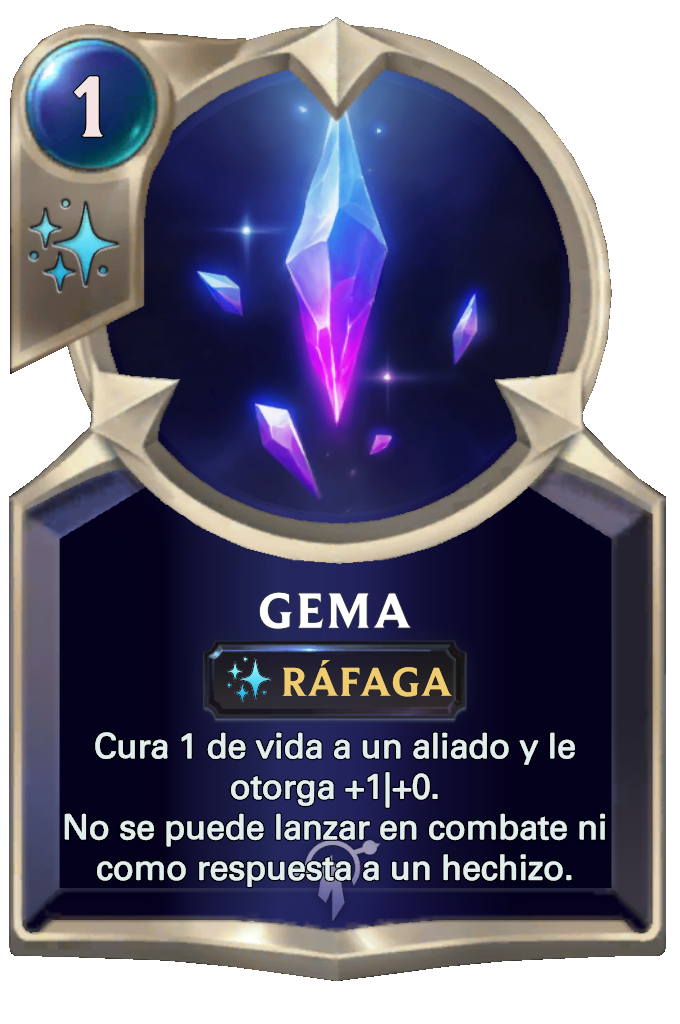 1
GEMA
RÁFAGA
Cura 1 de vida a un aliado y le
otorga +1|+0.
No se puede lanzar en combate ni
como respuesta a un hechizo.